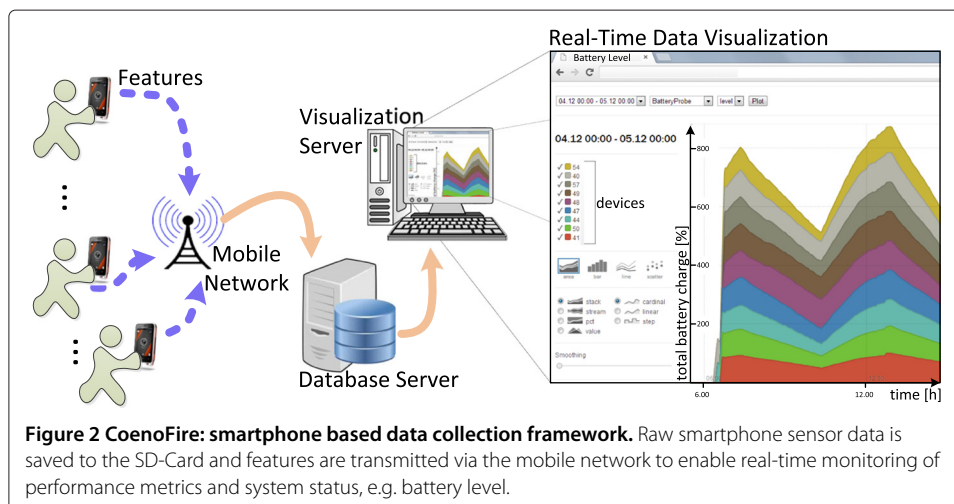 Real-Time Data Visualization
Features
Visualization
Server
Mobile
Network
Database Server
Battery Level ×
04.12 00:00 - 05.12 00:00 BatteryProbe level Plot
04.12 00:00 - 05.12 00:00
54
40
57
49
48
47
44
50
41
devices
area bar line scatter
stack cardinal
stream linear
pct step
value
Smoothing
total battery charge [%]
800
600
400
200
6.00 12.00 time [h]
Figure 2 CoenoFire: smartphone based data collection framework. Raw smartphone sensor data is
saved to the SD-Card and features are transmitted via the mobile network to enable real-time monitoring of
performance metrics and system status, e.g. battery level.